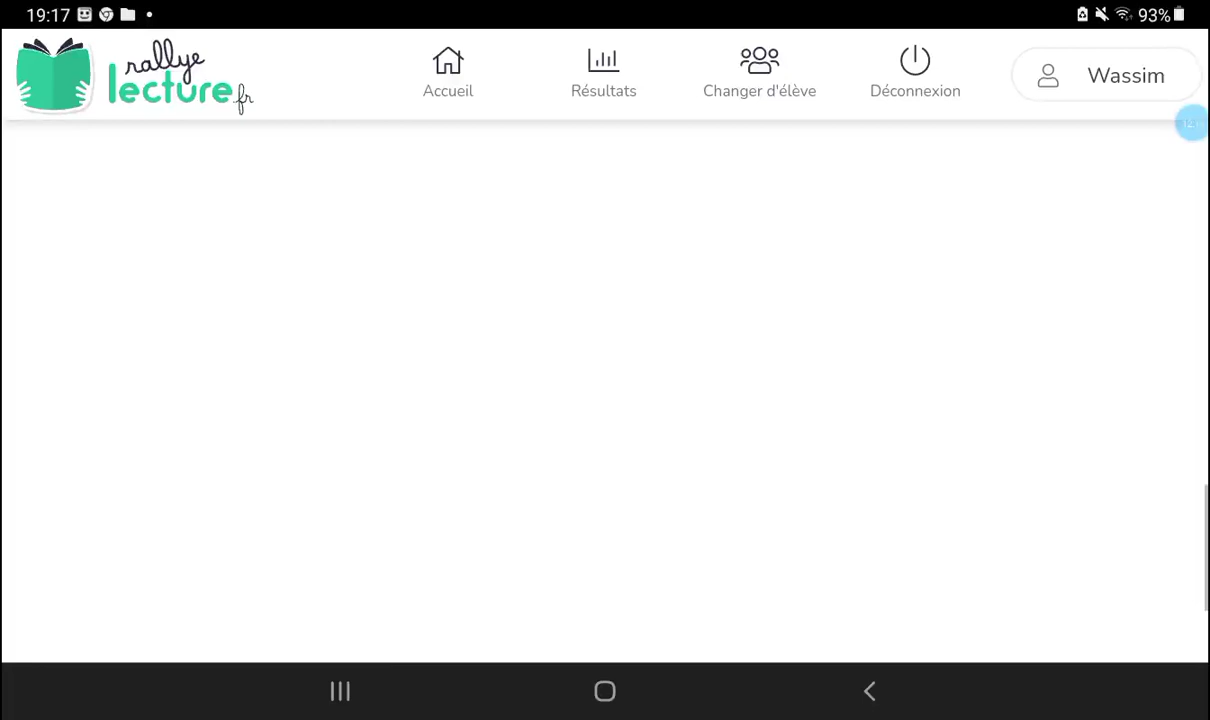 19:17 93%
rallye
lecture.fr
Accueil Résultats Changer d'élève Déconnexion Wassim